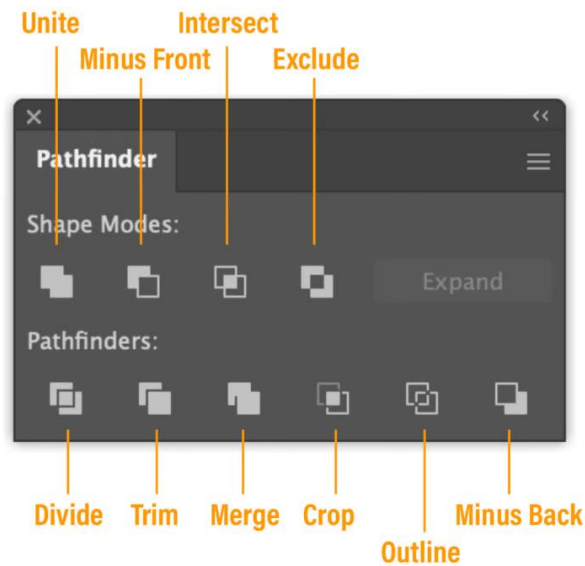 Unite
Intersect
Minus Front
Exclude
Pathfinder
Shape Modes:
Expand
Pathfinders:
Divide
Trim
Merge
Crop
Minus Back
Outline